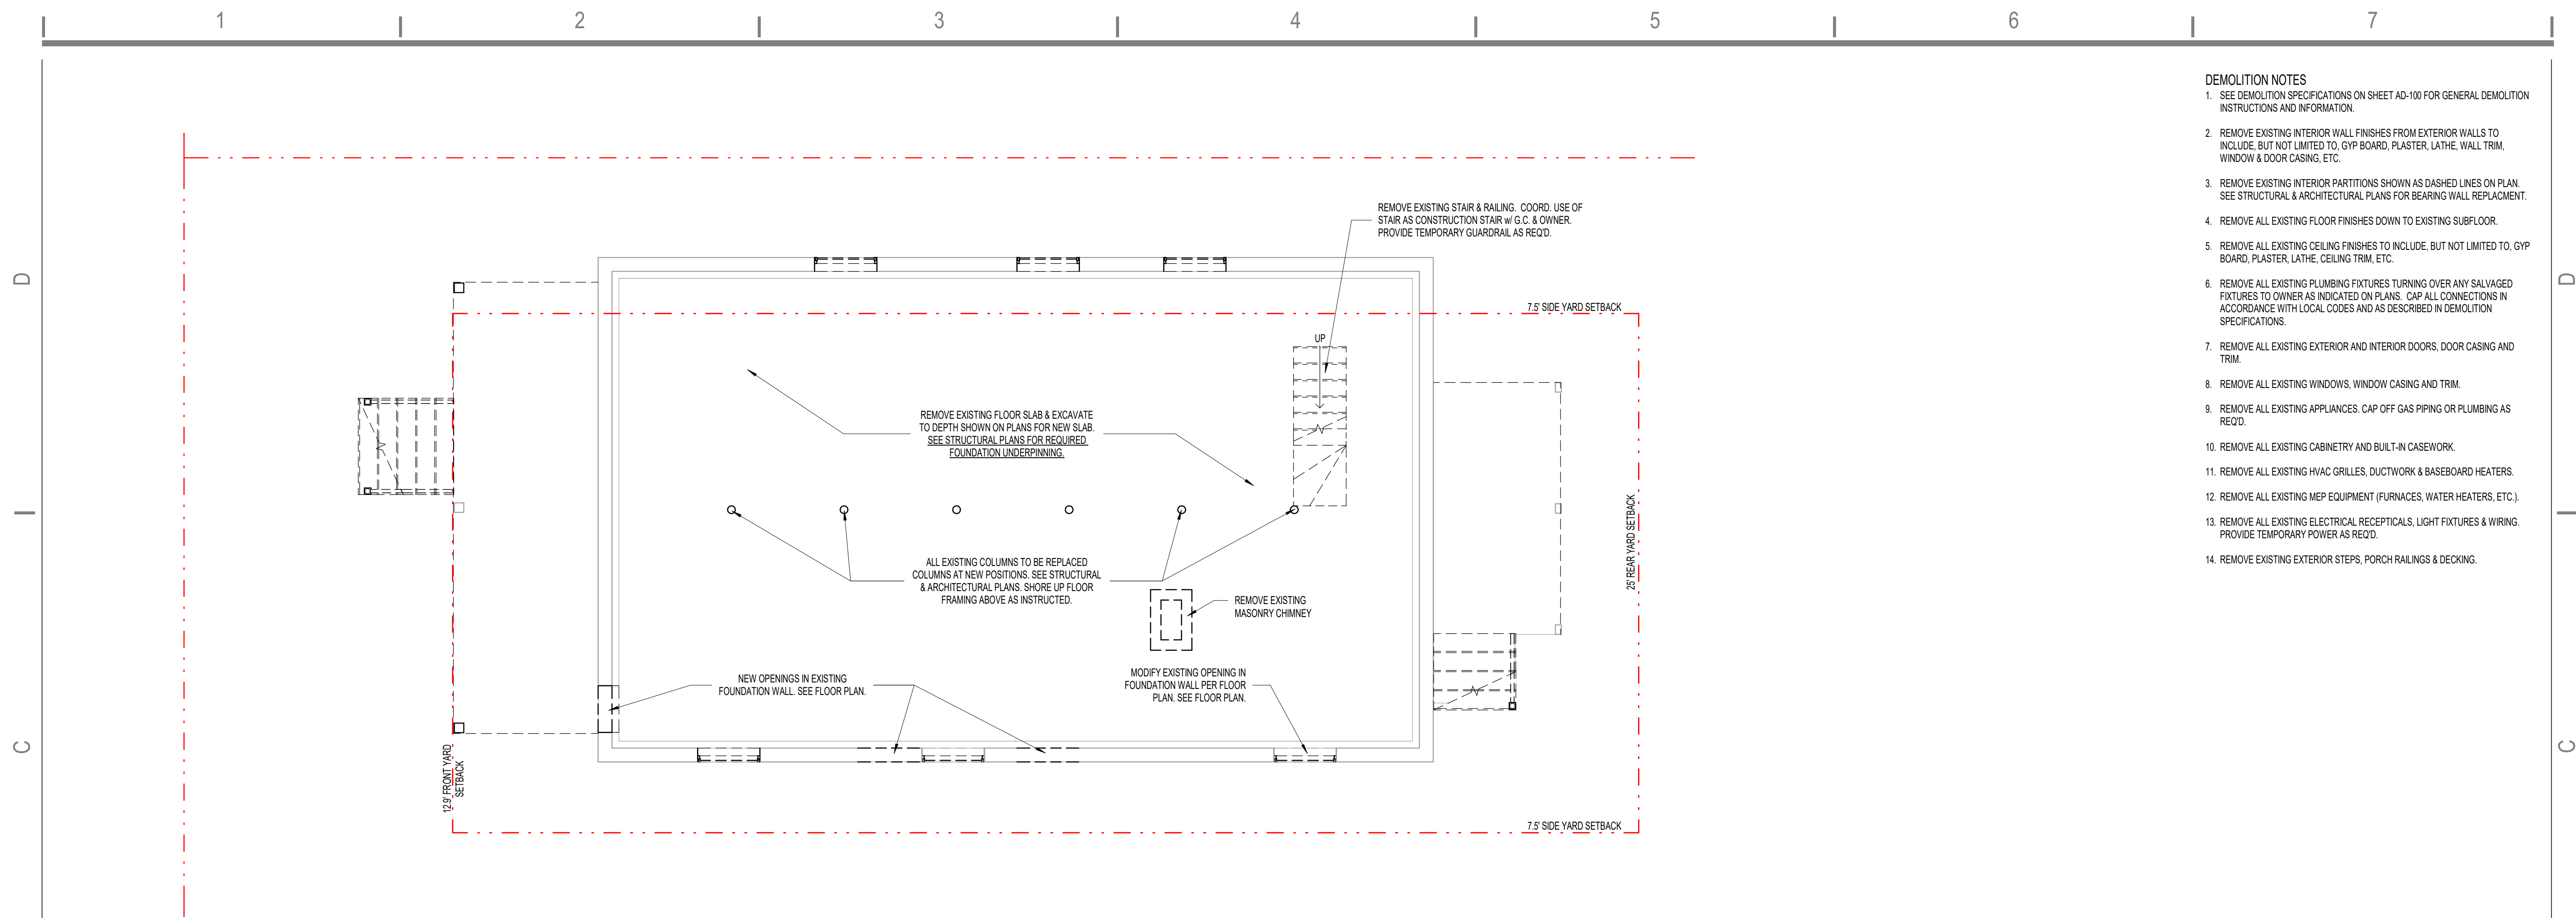 1 2 3 4 5 6 7
DEMOLITION NOTES
1. SEE DEMOLITION SPECIFICATIONS ON SHEET AD-100 FOR GENERAL DEMOLITION
INSTRUCTIONS AND INFORMATION.
2. REMOVE EXISTING INTERIOR WALL FINISHES FROM EXTERIOR WALLS TO
INCLUDE, BUT NOT LIMITED TO, GYP BOARD, PLASTER, LATHE, WALL TRIM,
WINDOW & DOOR CASING, ETC.
3. REMOVE EXISTING INTERIOR PARTITIONS SHOWN AS DASHED LINES ON PLAN.
SEE STRUCTURAL & ARCHITECTURAL PLANS FOR BEARING WALL REPLACMENT.
4. REMOVE ALL EXISTING FLOOR FINISHES DOWN TO EXISTING SUBFLOOR.
5. REMOVE ALL EXISTING CEILING FINISHES TO INCLUDE, BUT NOT LIMITED TO, GYP
BOARD, PLASTER, LATHE, CEILING TRIM, ETC.
6. REMOVE ALL EXISTING PLUMBING FIXTURES TURNING OVER ANY SALVAGED
FIXTURES TO OWNER AS INDICATED ON PLANS. CAP ALL CONNECTIONS IN
ACCORDANCE WITH LOCAL CODES AND AS DESCRIBED IN DEMOLITION
SPECIFICATIONS.
7. REMOVE ALL EXISTING EXTERIOR AND INTERIOR DOORS, DOOR CASING AND
TRIM.
8. REMOVE ALL EXISTING WINDOWS, WINDOW CASING AND TRIM.
9. REMOVE ALL EXISTING APPLIANCES. CAP OFF GAS PIPING OR PLUMBING AS
REQ'D.
10. REMOVE ALL EXISTING CABINETRY AND BUILT-IN CASEWORK.
11. REMOVE ALL EXISTING HVAC GRILLES, DUCTWORK & BASEBOARD HEATERS.
12. REMOVE ALL EXISTING MEP EQUIPMENT (FURNACES, WATER HEATERS, ETC.).
13. REMOVE ALL EXISTING ELECTRICAL RECEPTICALS, LIGHT FIXTURES & WIRING.
PROVIDE TEMPORARY POWER AS REQ'D.
14. REMOVE EXISTING EXTERIOR STEPS, PORCH RAILINGS & DECKING.
REMOVE EXISTING STAIR & RAILING. COORD. USE OF
STAIR AS CONSTRUCTION STAIR w/ G.C. & OWNER.
PROVIDE TEMPORARY GUARDRAIL AS REQ'D.
D
D
7.5' SIDE YARD SETBACK
UP
REMOVE EXISTING FLOOR SLAB & EXCAVATE
TO DEPTH SHOWN ON PLANS FOR NEW SLAB.
SEE STRUCTURAL PLANS FOR REQUIRED
FOUNDATION UNDERPINNING.
25' REAR YARD SETBACK
ALL EXISTING COLUMNS TO BE REPLACED
COLUMNS AT NEW POSITIONS. SEE STRUCTURAL
& ARCHITECTURAL PLANS. SHORE UP FLOOR
FRAMING ABOVE AS INSTRUCTED.
REMOVE EXISTING
MASONRY CHIMNEY
NEW OPENINGS IN EXISTING
FOUNDATION WALL. SEE FLOOR PLAN.
MODIFY EXISTING OPENING IN
FOUNDATION WALL PER FLOOR
PLAN. SEE FLOOR PLAN.
C
C
12.9' FRONT YARD
SETBACK
7.5' SIDE YARD SETBACK